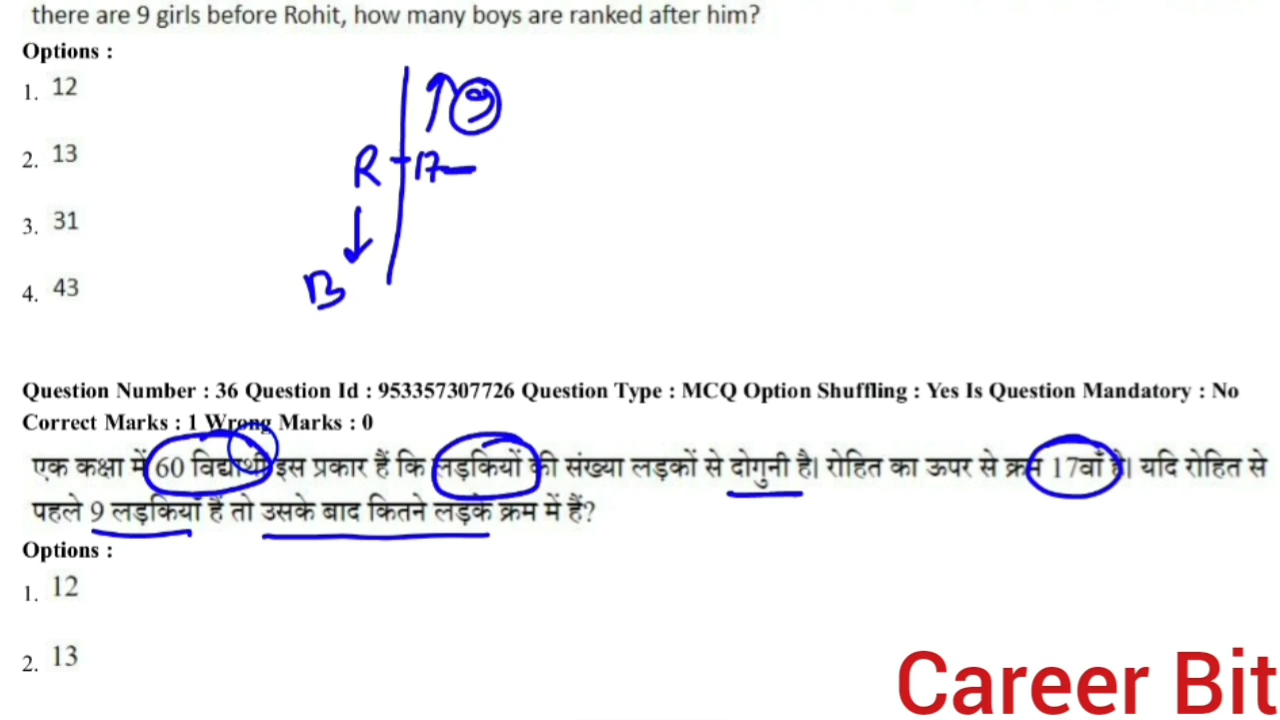 there are 9 girls before Rohit, how many boys are ranked after him?
Options :
1. 12
2. 13
3. 31
4. 43
R 17
B
Question Number : 36 Question Id : 953357307726 Question Type : MCQ Option Shuffling : Yes Is Question Mandatory : No
Correct Marks : 1 Wrong Marks : 0
एक कक्षा में 60 विद्यार्थी इस प्रकार हैं कि लड़कियों की संख्या लड़कों से दोगुनी है। रोहित का ऊपर से क्रम 17वाँ है। यदि रोहित से
पहले 9 लड़कियाँ हैं तो उसके बाद कितने लड़के क्रम में हैं?
Options :
1. 12
2. 13
Career Bit